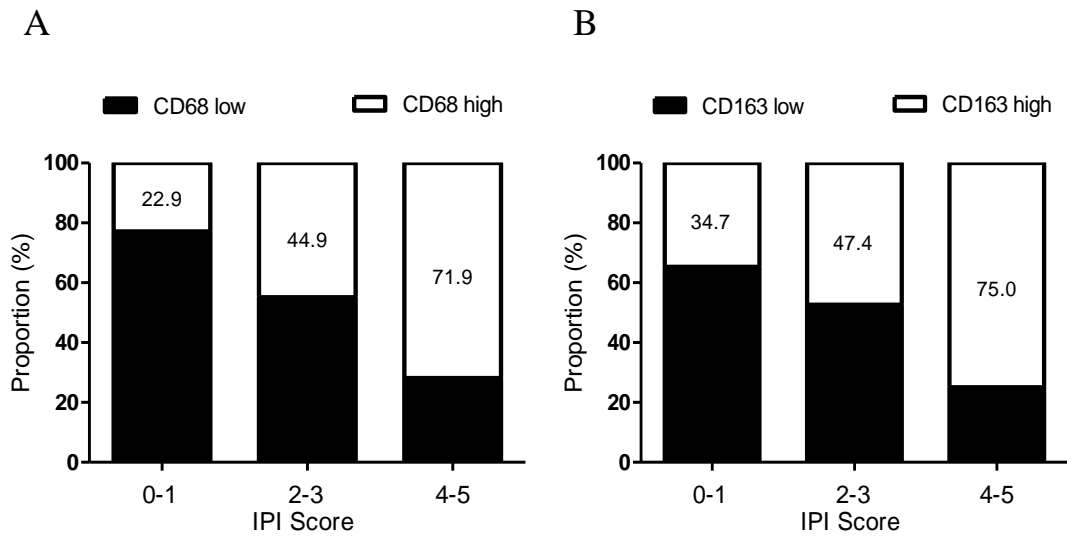 A
CD68 low CD68 high
100
80
60
40
20
0
Proportion (%)
22.9
44.9
71.9
0-1 2-3 4-5
IPI Score
B
CD163 low CD163 high
100
80
60
40
20
0
Proportion (%)
34.7
47.4
75.0
0-1 2-3 4-5
IPI Score